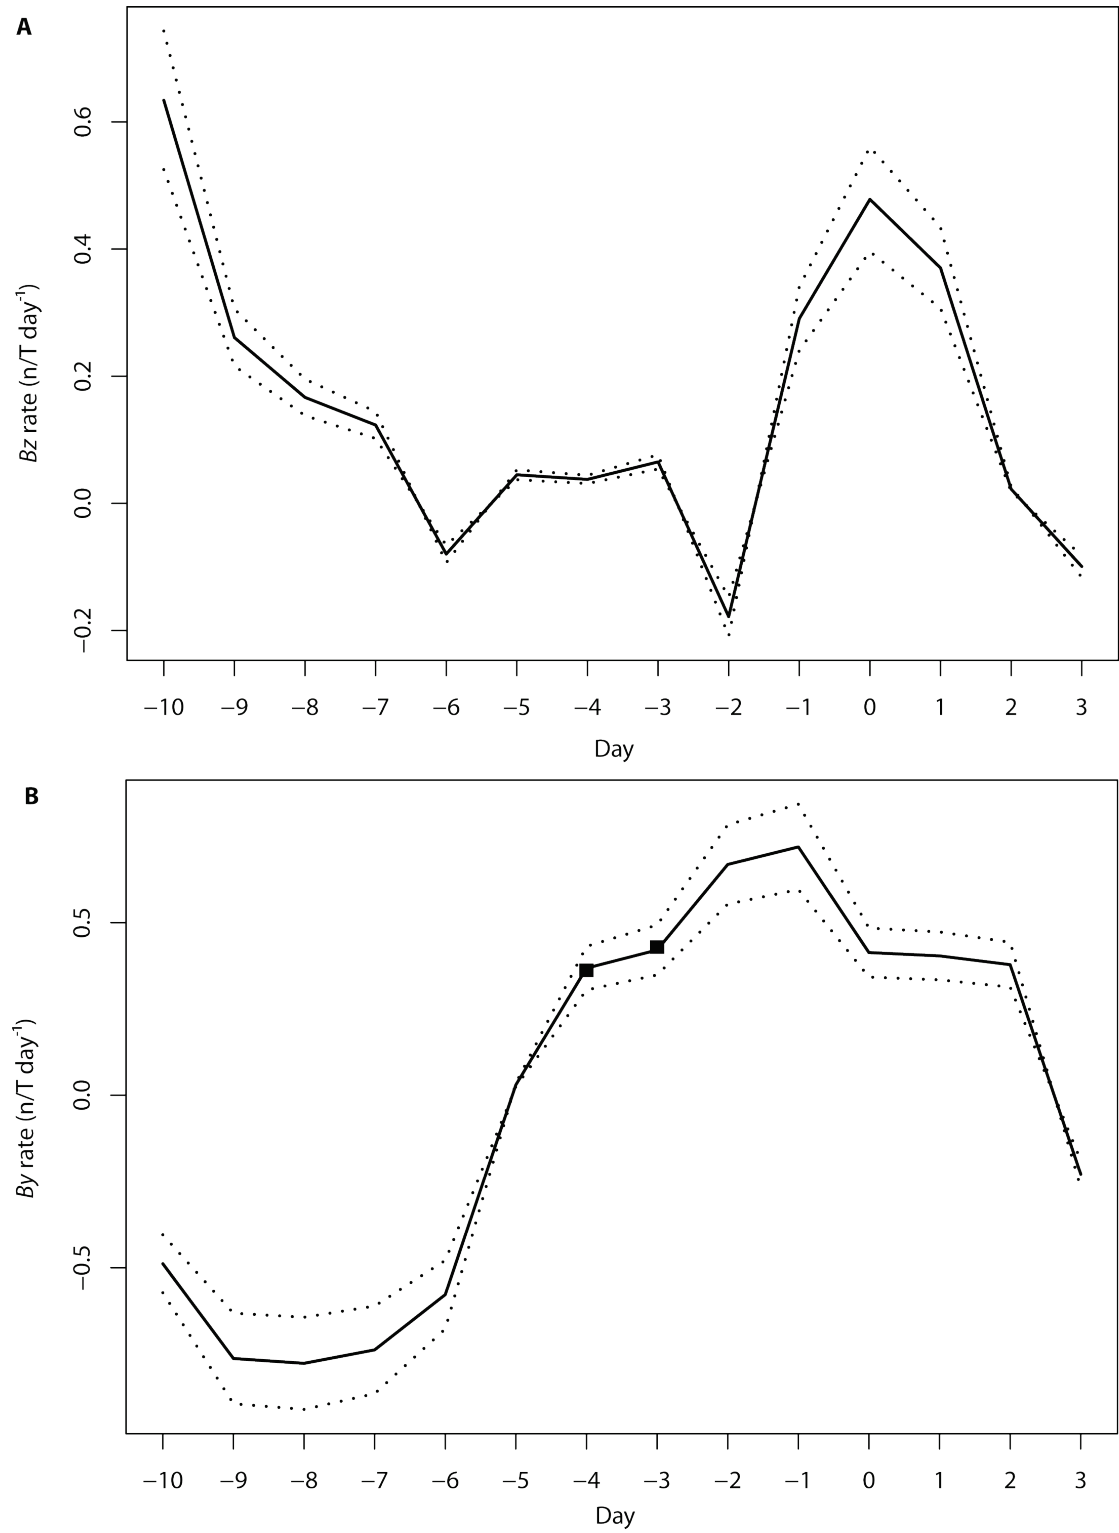 A
0.6
0.4
0.2
0.0
−0.2
Bz rate (n/T day⁻¹)
−10 −9 −8 −7 −6 −5 −4 −3 −2 −1 0 1 2 3
Day
B
0.5
0.0
−0.5
By rate (n/T day⁻¹)
−10 −9 −8 −7 −6 −5 −4 −3 −2 −1 0 1 2 3
Day